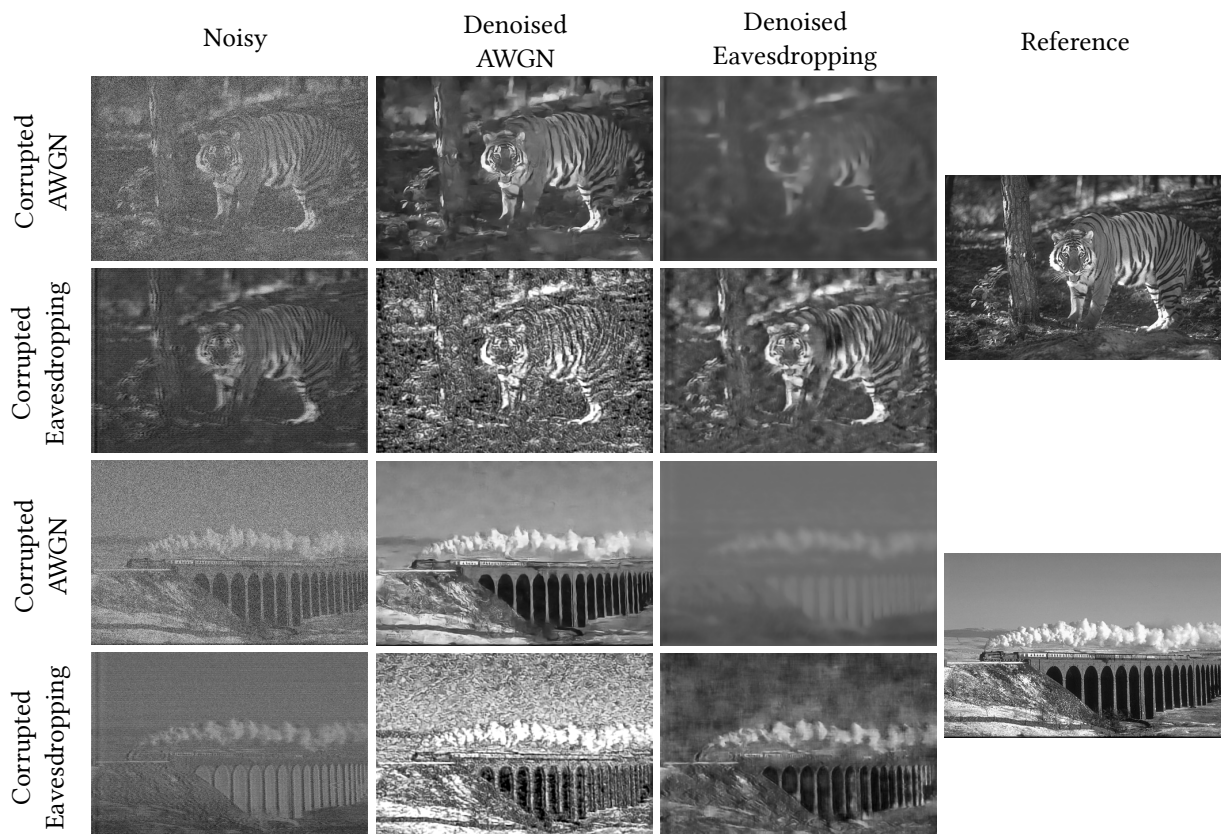 Noisy
Denoised
AWGN
Denoised
Eavesdropping
Reference
Corrupted
AWGN
Corrupted
Eavesdropping
Corrupted
AWGN
Corrupted
Eavesdropping